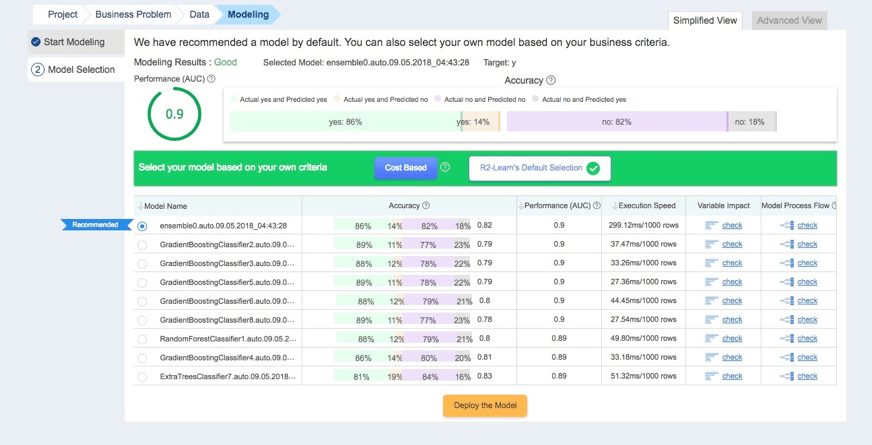 Project Business Problem Data Modeling
Simplified View Advanced View
Start Modeling
2 Model Selection
We have recommended a model by default. You can also select your own model based on your business criteria.
Modeling Results : Good Selected Model: ensemble0.auto.09.05.2018_04:43:28 Target: y
Performance (AUC) ?
Accuracy ?
0.9
Actual yes and Predicted yes Actual yes and Predicted no Actual no and Predicted no Actual no and Predicted yes
yes: 86% yes: 14% no: 82% no: 18%
Select your model based on your own criteria Cost Based ? R2-Learn's Default Selection
Model Name Accuracy ? Performance (AUC) ? Execution Speed Variable Impact Model Process Flow ?
Recommended ensemble0.auto.09.05.2018_04:43:28 86% 14% 82% 18% 0.82 0.9 299.12ms/1000 rows check check
GradientBoostingClassifier2.auto.09.0... 89% 11% 77% 23% 0.79 0.9 37.47ms/1000 rows check check
GradientBoostingClassifier3.auto.09.0... 88% 12% 78% 22% 0.79 0.9 33.26ms/1000 rows check check
GradientBoostingClassifier5.auto.09.0... 89% 11% 78% 22% 0.79 0.9 27.36ms/1000 rows check check
GradientBoostingClassifier6.auto.09.0... 88% 12% 79% 21% 0.8 0.9 44.45ms/1000 rows check check
GradientBoostingClassifier8.auto.09.0... 89% 11% 77% 23% 0.78 0.9 27.54ms/1000 rows check check
RandomForestClassifier1.auto.09.05.2... 88% 12% 79% 21% 0.8 0.89 49.80ms/1000 rows check check
GradientBoostingClassifier4.auto.09.0... 86% 14% 80% 20% 0.81 0.89 33.18ms/1000 rows check check
ExtraTreesClassifier7.auto.09.05.2018... 81% 19% 84% 16% 0.83 0.89 51.32ms/1000 rows check check
Deploy the Model